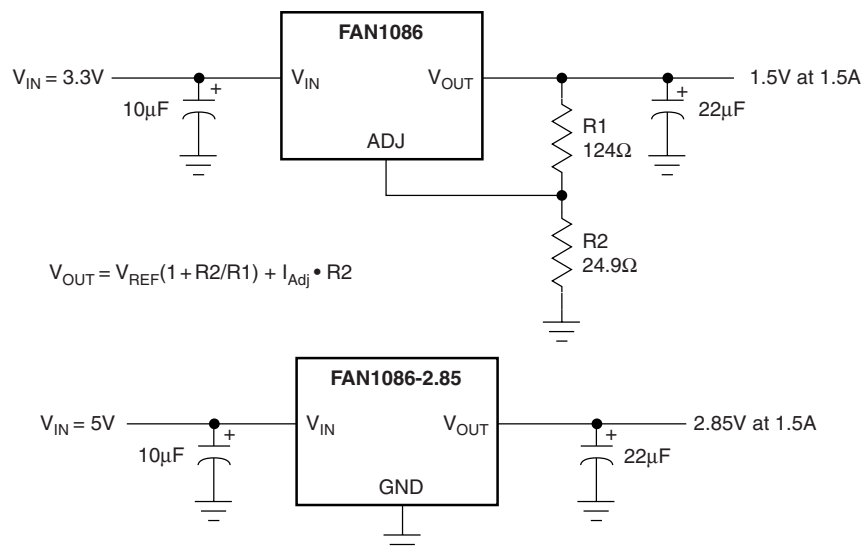 FAN1086
V_IN = 3.3V
V_IN
V_OUT
1.5V at 1.5A
+
10μF
+
22μF
R1
124Ω
ADJ
R2
24.9Ω
V_OUT = V_REF(1 + R2/R1) + I_Adj • R2
FAN1086-2.85
V_IN = 5V
V_IN
V_OUT
2.85V at 1.5A
+
10μF
+
22μF
GND